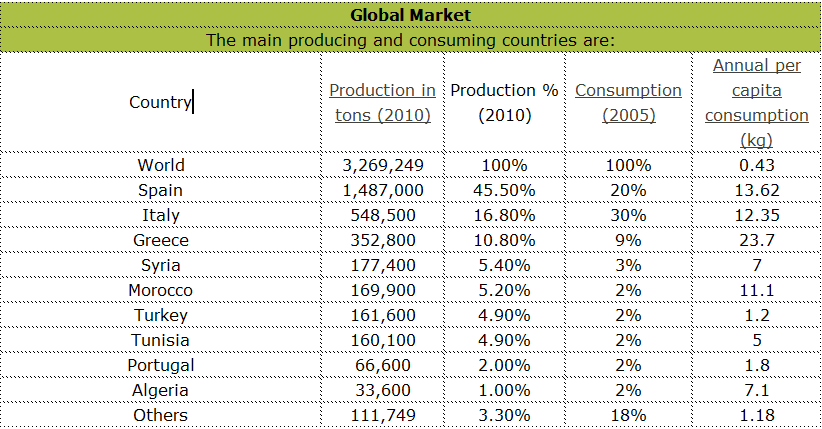 Global Market
The main producing and consuming countries are:
Country Production in tons (2010) Production % (2010) Consumption (2005) Annual per capita consumption (kg)
World 3,269,249 100% 100% 0.43
Spain 1,487,000 45.50% 20% 13.62
Italy 548,500 16.80% 30% 12.35
Greece 352,800 10.80% 9% 23.7
Syria 177,400 5.40% 3% 7
Morocco 169,900 5.20% 2% 11.1
Turkey 161,600 4.90% 2% 1.2
Tunisia 160,100 4.90% 2% 5
Portugal 66,600 2.00% 2% 1.8
Algeria 33,600 1.00% 2% 7.1
Others 111,749 3.30% 18% 1.18